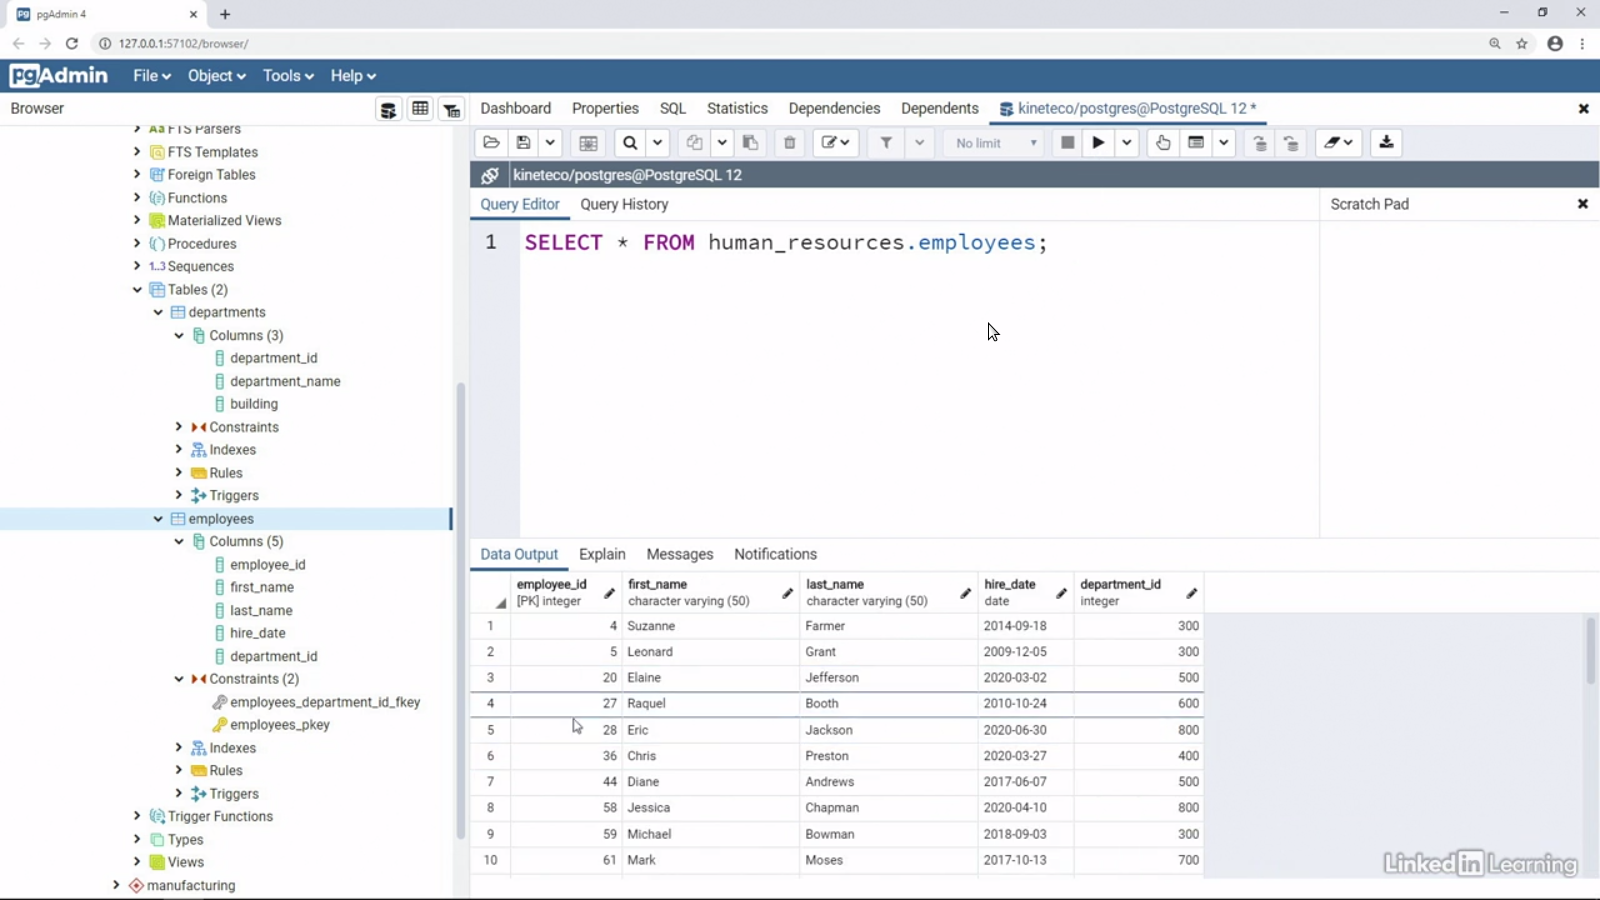 pgAdmin 4
127.0.0.1:57102/browser/
pgAdmin File Object Tools Help
Browser
Dashboard Properties SQL Statistics Dependencies Dependents kineteco/postgres@PostgreSQL 12 *
No limit
kineteco/postgres@PostgreSQL 12
Query Editor Query History
Scratch Pad
1 SELECT * FROM human_resources.employees;
FTS Parsers
FTS Templates
Foreign Tables
Functions
Materialized Views
Procedures
1..3 Sequences
Tables (2)
departments
Columns (3)
department_id
department_name
building
Constraints
Indexes
Rules
Triggers
employees
Columns (5)
employee_id
first_name
last_name
hire_date
department_id
Constraints (2)
employees_department_id_fkey
employees_pkey
Indexes
Rules
Triggers
Trigger Functions
Types
Views
manufacturing
Data Output Explain Messages Notifications
employee_id first_name last_name hire_date department_id
[PK] integer character varying (50) character varying (50) date integer
1 4 Suzanne Farmer 2014-09-18 300
2 5 Leonard Grant 2009-12-05 300
3 20 Elaine Jefferson 2020-03-02 500
4 27 Raquel Booth 2010-10-24 600
5 28 Eric Jackson 2020-06-30 800
6 36 Chris Preston 2020-03-27 400
7 44 Diane Andrews 2017-06-07 500
8 58 Jessica Chapman 2020-04-10 800
9 59 Michael Bowman 2018-09-03 300
10 61 Mark Moses 2017-10-13 700
LinkedIn Learning